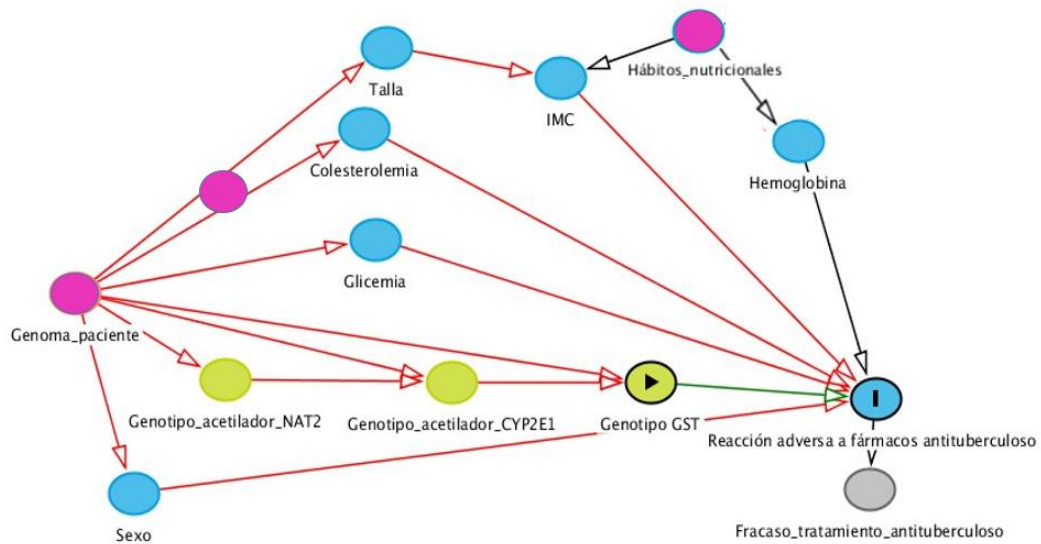 Talla
Hábitos_nutricionales
IMC
Colesterolemia
Hemoglobina
Glicemia
Genoma_paciente
Genotipo_acetilador_NAT2
Genotipo_acetilador_CYP2E1
Genotipo GST
Reacción adversa a fármacos antituberculoso
Sexo
Fracaso_tratamiento_antituberculoso